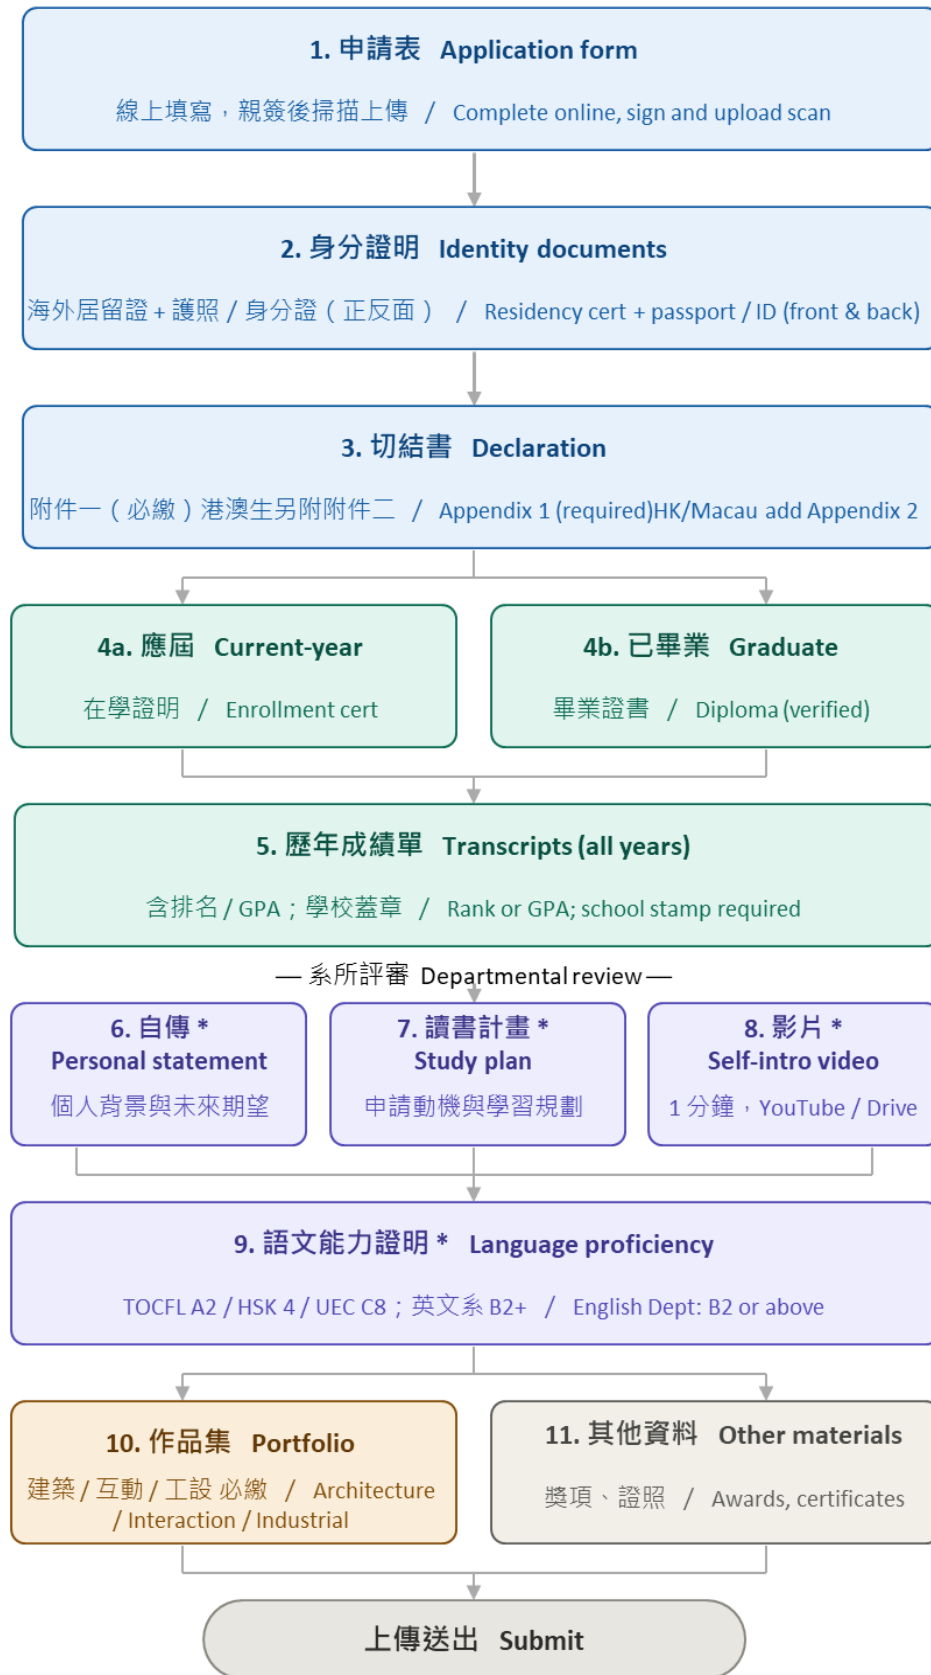 1. 申請表 Application form
線上填寫，親簽後掃描上傳 / Complete online, sign and upload scan
2. 身分證明 Identity documents
海外居留證 + 護照 / 身分證（正反面） / Residency cert + passport / ID (front & back)
3. 切結書 Declaration
附件一（必繳）港澳生另附附件二 / Appendix 1 (required)HK/Macau add Appendix 2
4a. 應屆 Current-year
在學證明 / Enrollment cert
4b. 已畢業 Graduate
畢業證書 / Diploma (verified)
5. 歷年成績單 Transcripts (all years)
含排名 / GPA；學校蓋章 / Rank or GPA; school stamp required
— 系所評審 Departmental review —
6. 自傳 *
Personal statement
個人背景與未來期望
7. 讀書計畫 *
Study plan
申請動機與學習規劃
8. 影片 *
Self-intro video
1 分鐘，YouTube / Drive
9. 語文能力證明 * Language proficiency
TOCFL A2 / HSK 4 / UEC C8；英文系 B2+ / English Dept: B2 or above
10. 作品集 Portfolio
建築 / 互動 / 工設 必繳 / Architecture
/ Interaction / Industrial
11. 其他資料 Other materials
獎項、證照 / Awards, certificates
上傳送出 Submit